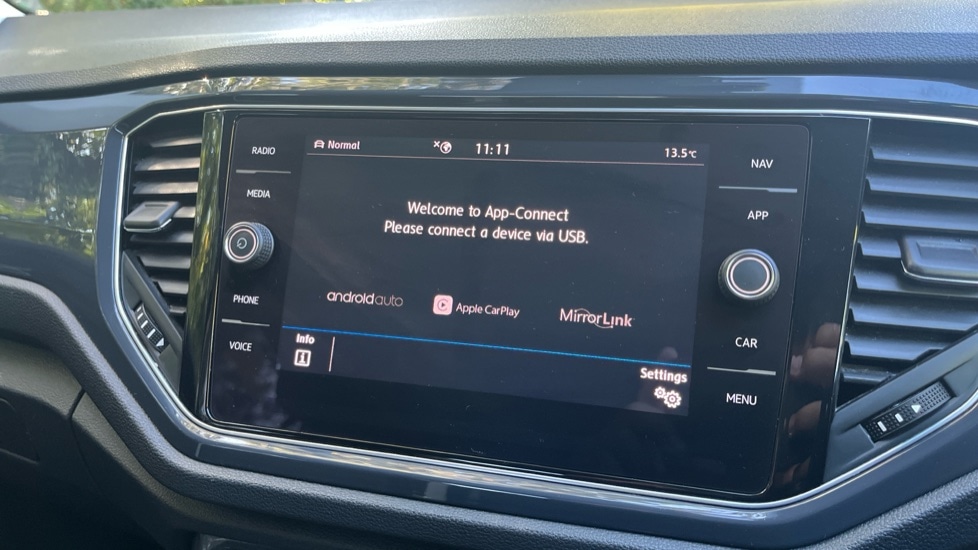 RADIO
MEDIA
PHONE
VOICE
Normal 11:11 13.5°C
Welcome to App-Connect
Please connect a device via USB.
androidauto Apple CarPlay MirrorLink
Info
Settings
NAV
APP
CAR
MENU